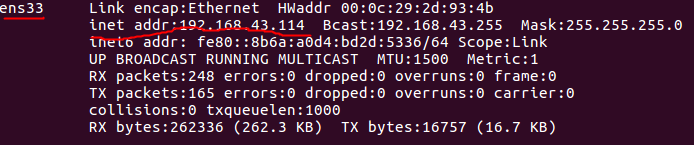 ens33 Link encap:Ethernet HWaddr 00:0c:29:2d:93:4b
inet addr:192.168.43.114 Bcast:192.168.43.255 Mask:255.255.255.0
inet6 addr: fe80::8b6a:a0d4:bd2d:5336/64 Scope:Link
UP BROADCAST RUNNING MULTICAST MTU:1500 Metric:1
RX packets:248 errors:0 dropped:0 overruns:0 frame:0
TX packets:165 errors:0 dropped:0 overruns:0 carrier:0
collisions:0 txqueuelen:1000
RX bytes:262336 (262.3 KB) TX bytes:16757 (16.7 KB)